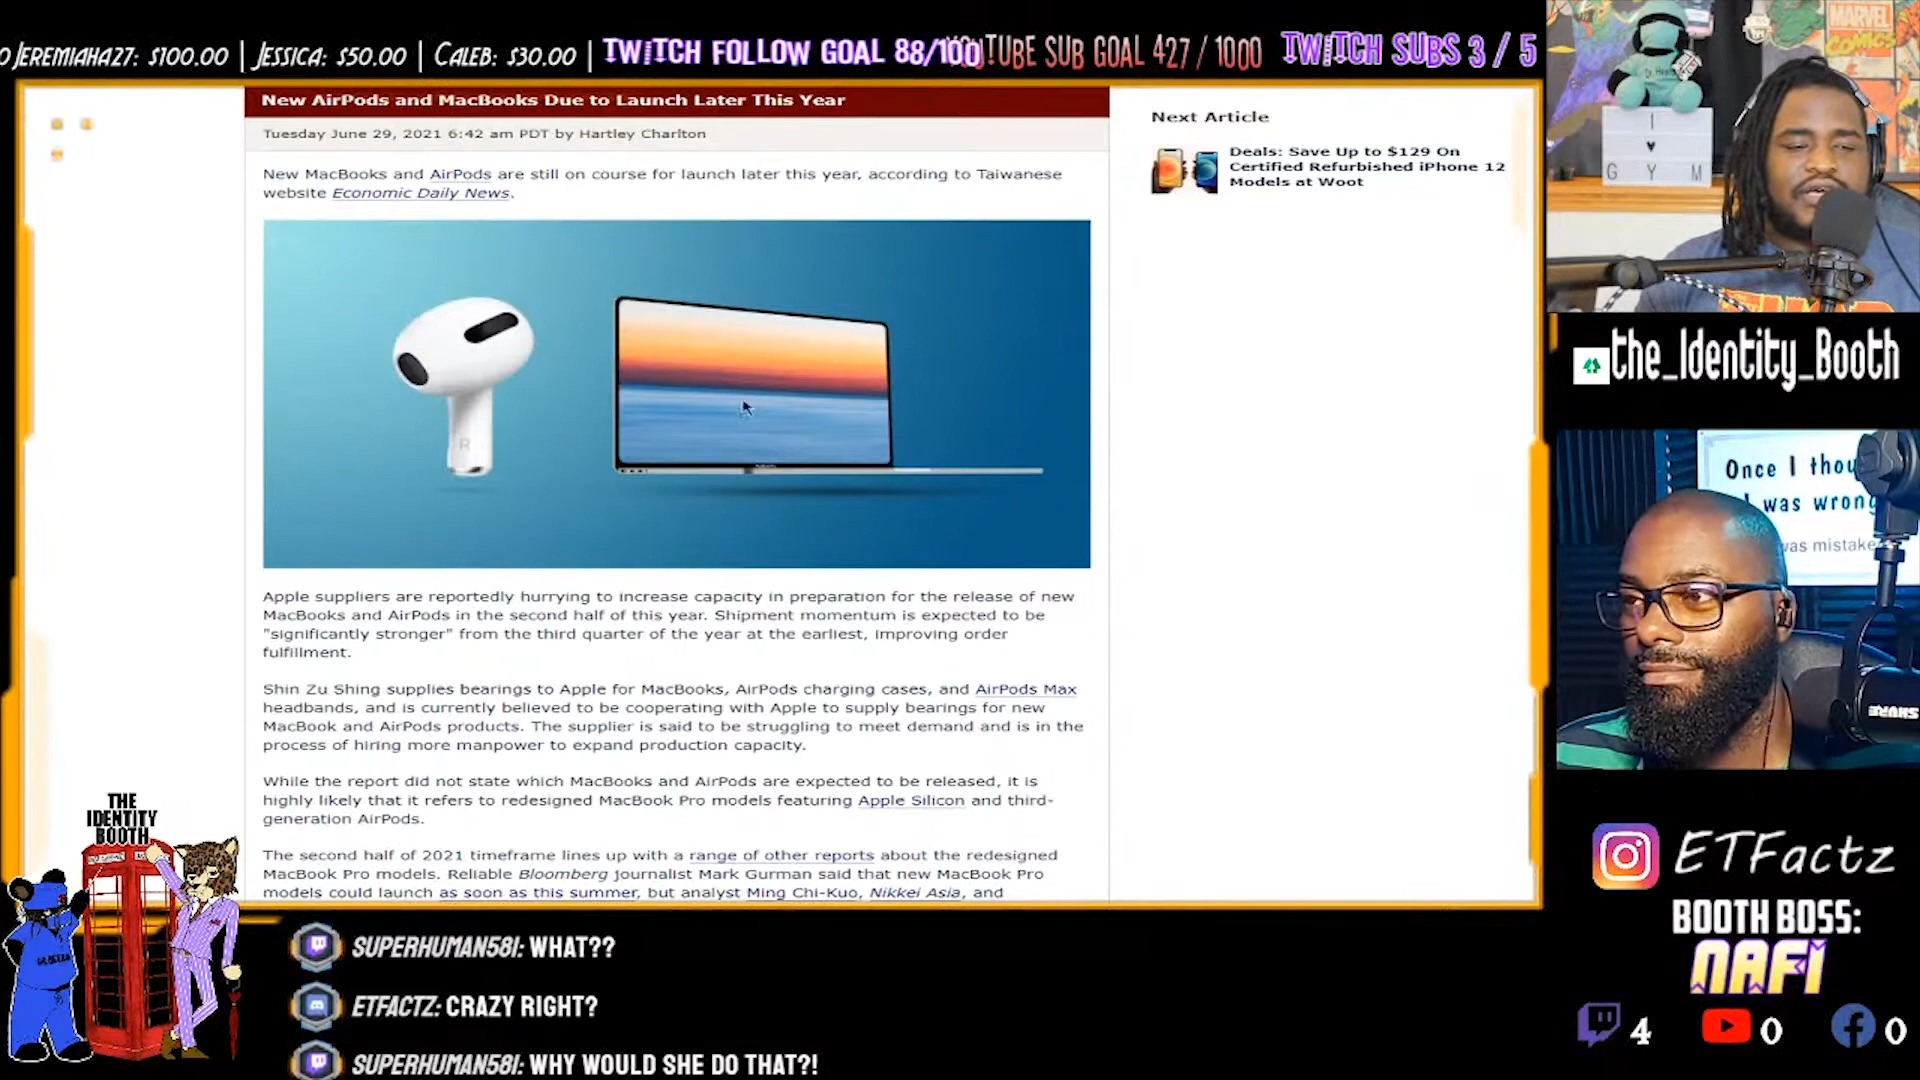 JEREMIAHA27: $100.00 | JESSICA: $50.00 | CALEB: $30.00 |
TWITCH FOLLOW GOAL 88/100
TUBE SUB GOAL 427 / 1000
TWITCH SUBS 3 / 5
New AirPods and MacBooks Due to Launch Later This Year
Tuesday June 29, 2021 6:42 am PDT by Hartley Charlton
New MacBooks and AirPods are still on course for launch later this year, according to Taiwanese
website Economic Daily News.
R
Apple suppliers are reportedly hurrying to increase capacity in preparation for the release of new
MacBooks and AirPods in the second half of this year. Shipment momentum is expected to be
"significantly stronger" from the third quarter of the year at the earliest, improving order
fulfillment.
Shin Zu Shing supplies bearings to Apple for MacBooks, AirPods charging cases, and AirPods Max
headbands, and is currently believed to be cooperating with Apple to supply bearings for new
MacBook and AirPods products. The supplier is said to be struggling to meet demand and is in the
process of hiring more manpower to expand production capacity.
While the report did not state which MacBooks and AirPods are expected to be released, it is
highly likely that it refers to redesigned MacBook Pro models featuring Apple Silicon and third-
generation AirPods.
The second half of 2021 timeframe lines up with a range of other reports about the redesigned
MacBook Pro models. Reliable Bloomberg journalist Mark Gurman said that new MacBook Pro
models could launch as soon as this summer, but analyst Ming Chi-Kuo, Nikkei Asia, and
Next Article
Deals: Save Up to $129 On
Certified Refurbished iPhone 12
Models at Woot
MARVEL
COMICS
I
♥
G Y M
the_Identity_Booth
Once I thou
I was wrong
was mistake
SHURE
ETFactz
BOOTH BOSS:
NAFI
4
0
0
THE
IDENTITY
BOOTH
SUPERHUMAN581: WHAT??
ETFACTZ: CRAZY RIGHT?
SUPERHUMAN581: WHY WOULD SHE DO THAT?!